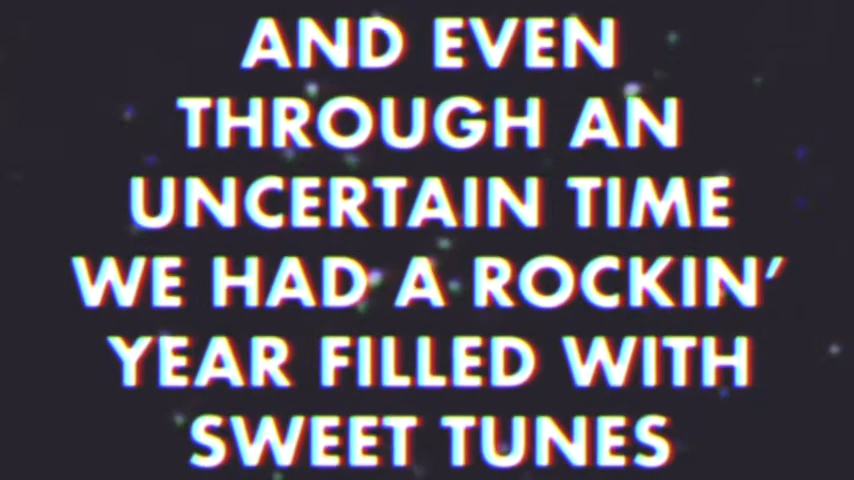 AND EVEN
THROUGH AN
UNCERTAIN TIME
WE HAD A ROCKIN’
YEAR FILLED WITH
SWEET TUNES